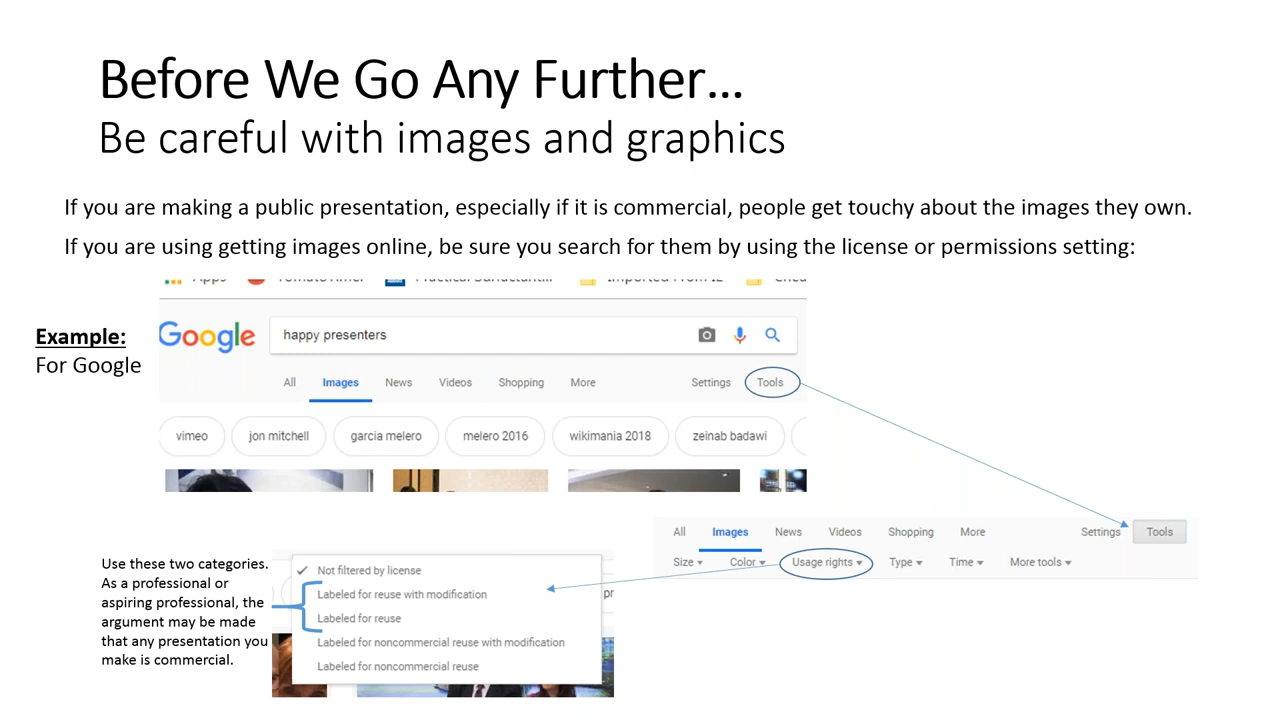 Before We Go Any Further…
Be careful with images and graphics
If you are making a public presentation, especially if it is commercial, people get touchy about the images they own.
If you are using getting images online, be sure you search for them by using the license or permissions setting:
Example:
For Google
Apps
Imported From IE
Google
happy presenters
All Images News Videos Shopping More Settings Tools
vimeo jon mitchell garcia melero melero 2016 wikimania 2018 zeinab badawi
All Images News Videos Shopping More Settings Tools
Size Color Usage rights Type Time More tools
Use these two categories.
As a professional or
aspiring professional, the
argument may be made
that any presentation you
make is commercial.
Not filtered by license
Labeled for reuse with modification
Labeled for reuse
Labeled for noncommercial reuse with modification
Labeled for noncommercial reuse
pr